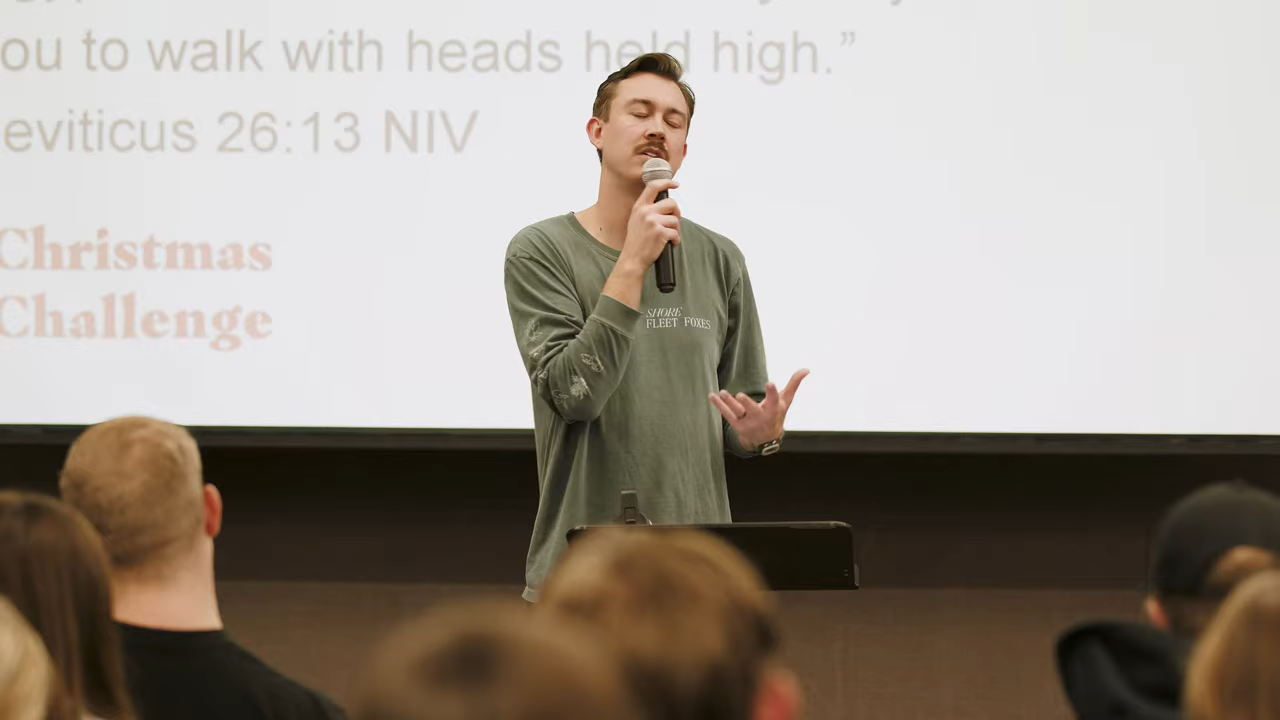 ou to walk with heads held high.”
eviticus 26:13 NIV
Christmas
Challenge
SHORE
FLEET FOXES